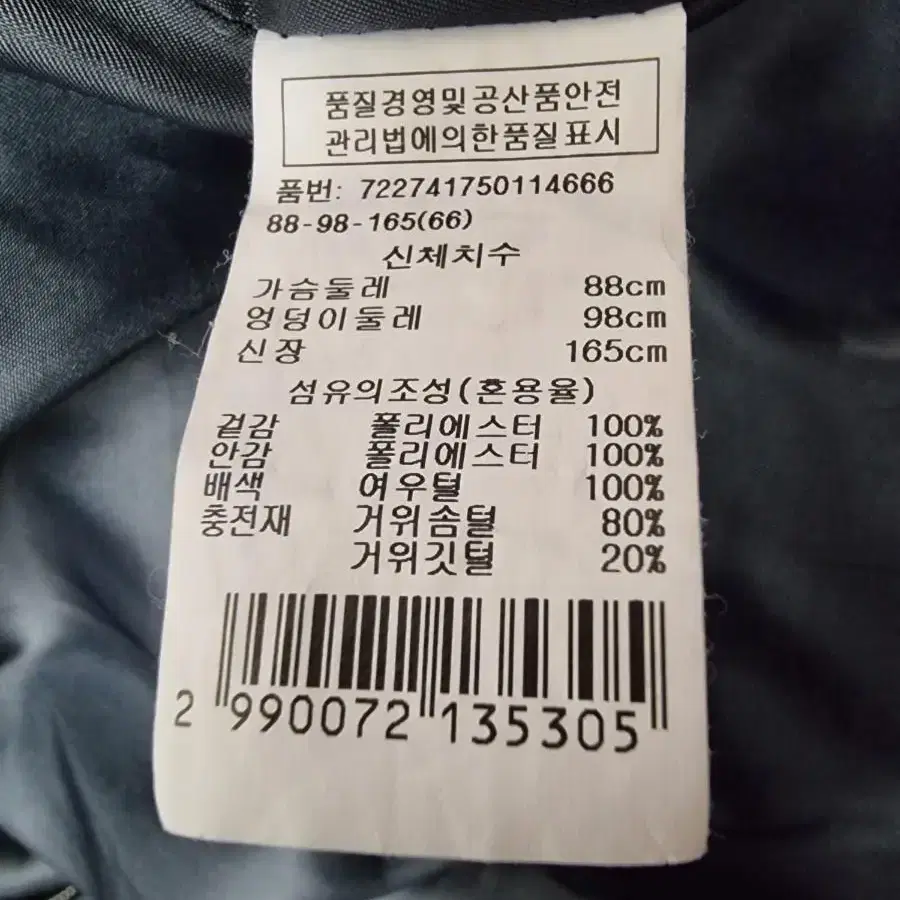 품질경영및공산품안전
관리법에의한품질표시
품번: 722741750114666
88-98-165(66)
신체치수
가슴둘레 88cm
엉덩이둘레 98cm
신장 165cm
섬유의조성(혼용율)
겉감 폴리에스터 100%
안감 폴리에스터 100%
배색 여우털 100%
충전재 거위솜털 80%
거위깃털 20%
2 990072 135305